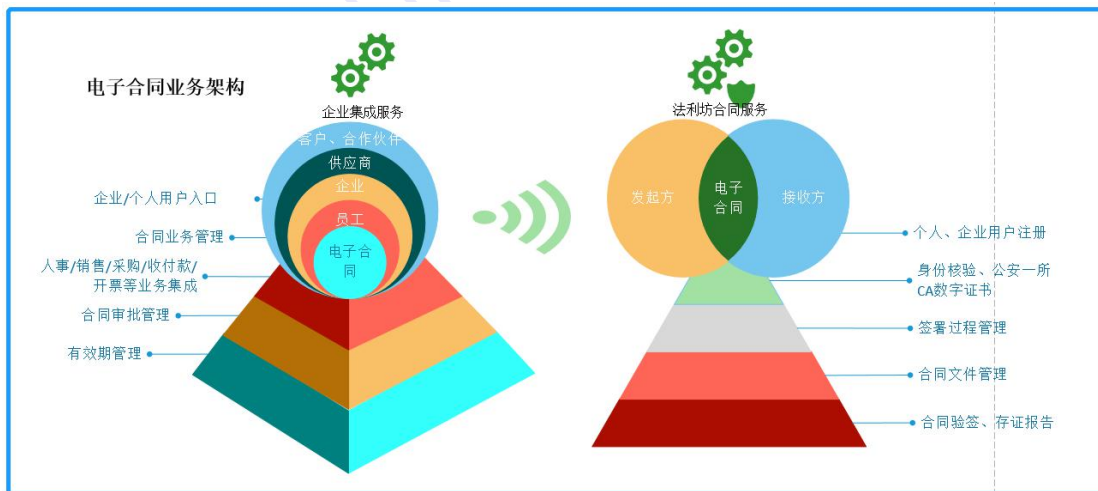 电子合同业务架构
企业集成服务
客户、合作伙伴
供应商
企业
员工
电子合
同
企业/个人用户入口
合同业务管理
人事/销售/采购/收付款/
开票等业务集成
合同审批管理
有效期管理
法利坊合同服务
发起方
电子
合同
接收方
个人、企业用户注册
身份核验、公安一所
CA数字证书
签署过程管理
合同文件管理
合同验签、存证报告